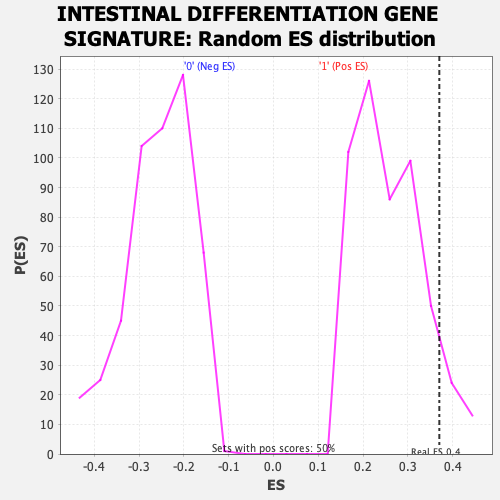 INTESTINAL DIFFERENTIATION GENE
SIGNATURE: Random ES distribution
'0' (Neg ES)
'1' (Pos ES)
130
120
110
100
90
80
70
60
50
40
30
20
10
0
P(ES)
Sets with pos scores: 50%
Real ES 0.4
-0.4 -0.3 -0.2 -0.1 0.0 0.1 0.2 0.3 0.4
ES